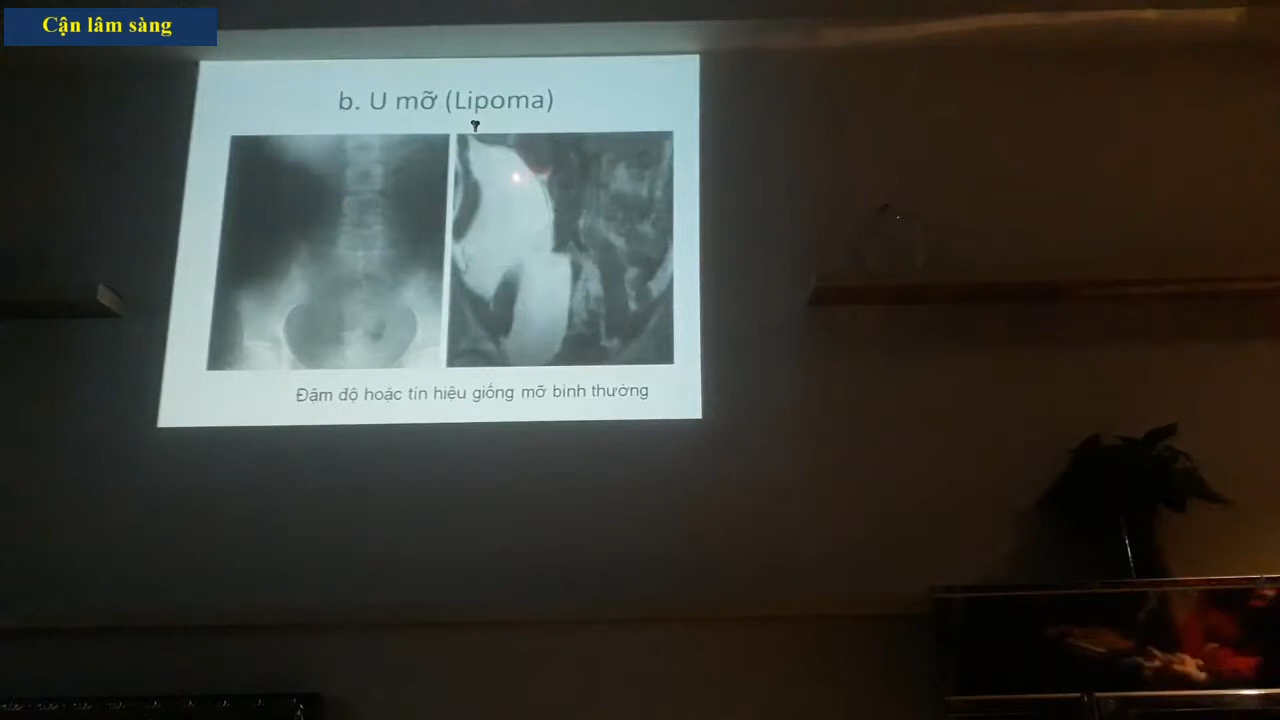 Cận lâm sàng
b. U mỡ (Lipoma)
Đậm độ hoặc tín hiệu giống mỡ bình thường